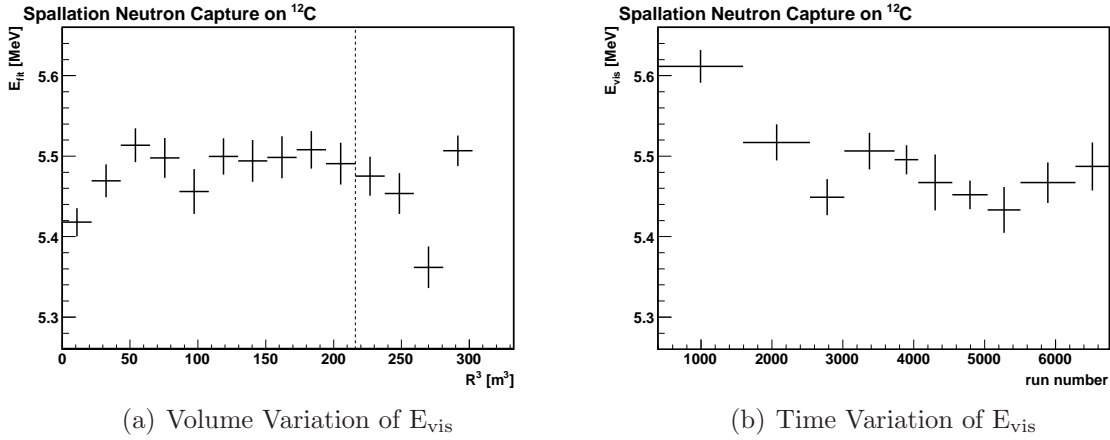 Spallation Neutron Capture on ¹²C
E_fit [MeV]
5.6
5.5
5.4
5.3
0 50 100 150 200 250 300
R³ [m³]
(a) Volume Variation of E_vis
Spallation Neutron Capture on ¹²C
E_vis [MeV]
5.6
5.5
5.4
5.3
1000 2000 3000 4000 5000 6000
run number
(b) Time Variation of E_vis